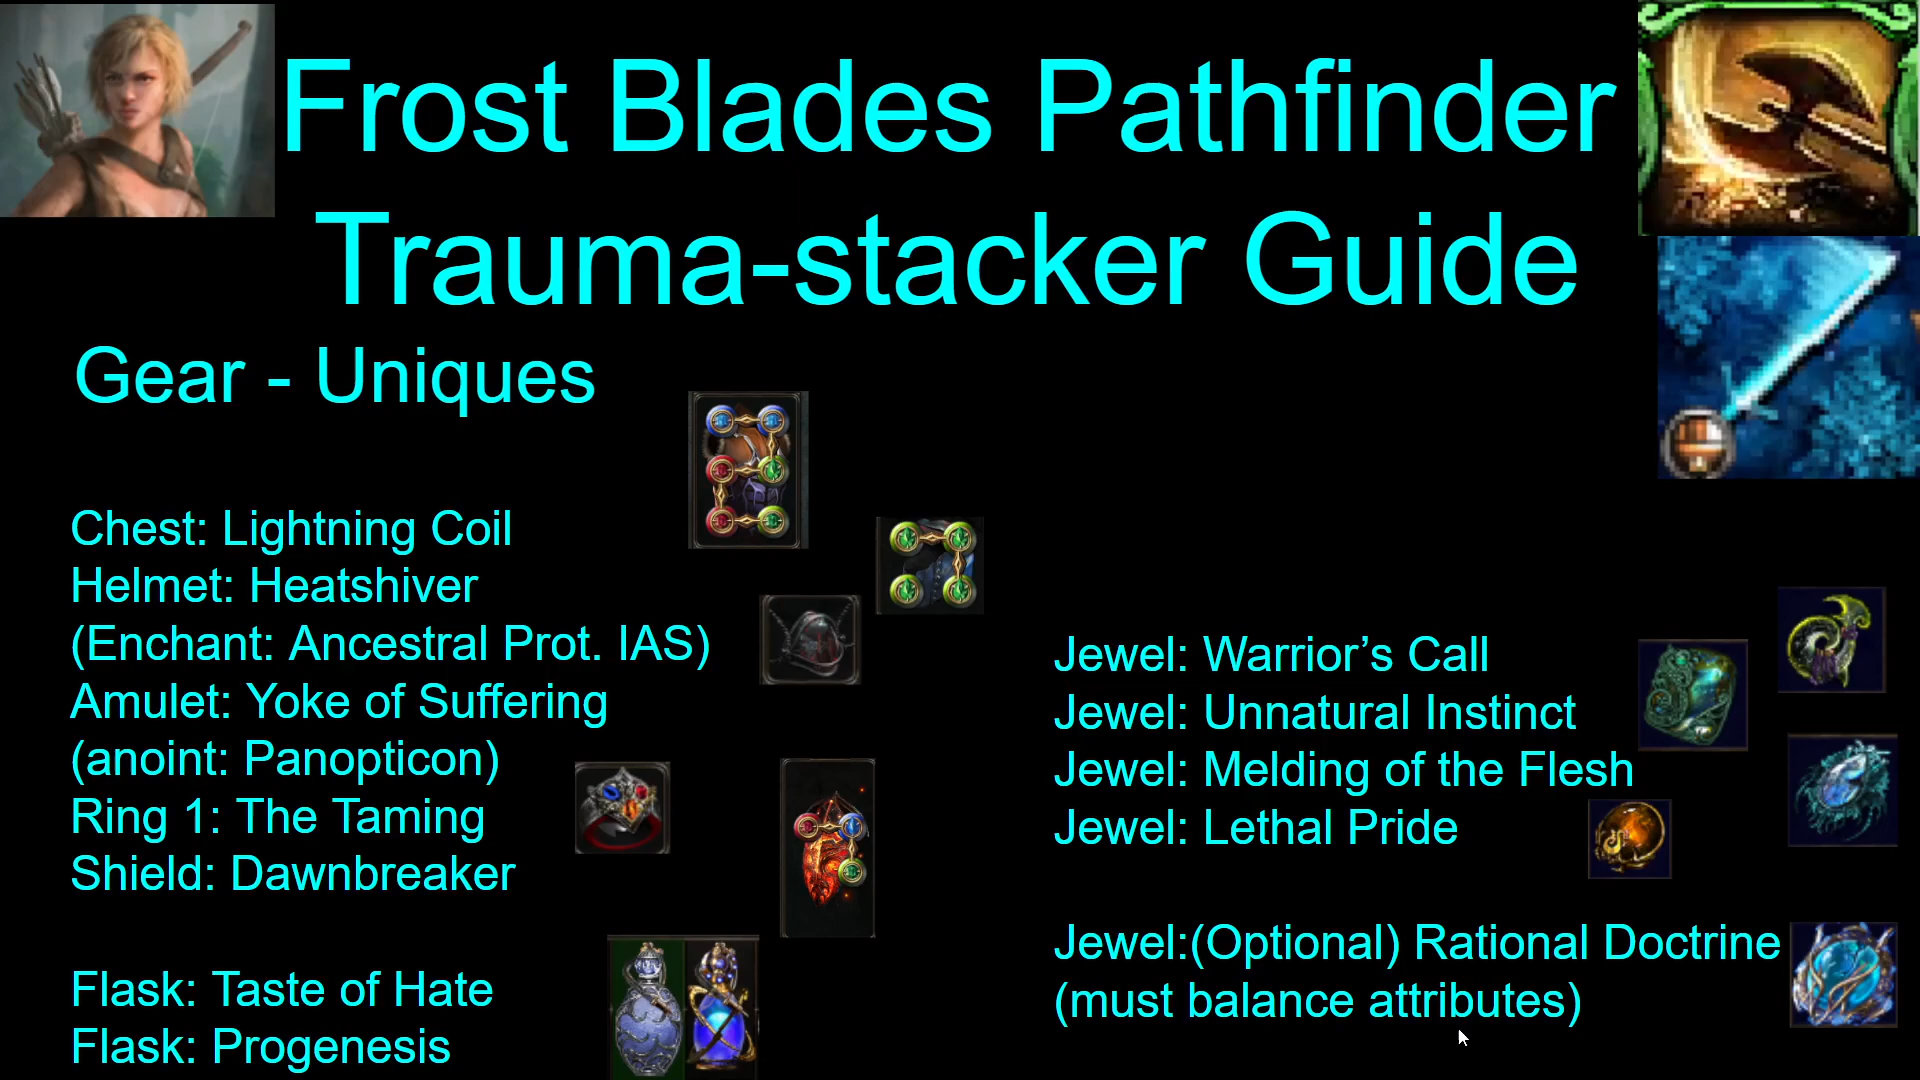 Frost Blades Pathfinder
Trauma-stacker Guide
Gear - Uniques
Chest: Lightning Coil
Helmet: Heatshiver
(Enchant: Ancestral Prot. IAS)
Amulet: Yoke of Suffering
(anoint: Panopticon)
Ring 1: The Taming
Shield: Dawnbreaker
Flask: Taste of Hate
Flask: Progenesis
Jewel: Warrior’s Call
Jewel: Unnatural Instinct
Jewel: Melding of the Flesh
Jewel: Lethal Pride
Jewel:(Optional) Rational Doctrine
(must balance attributes)